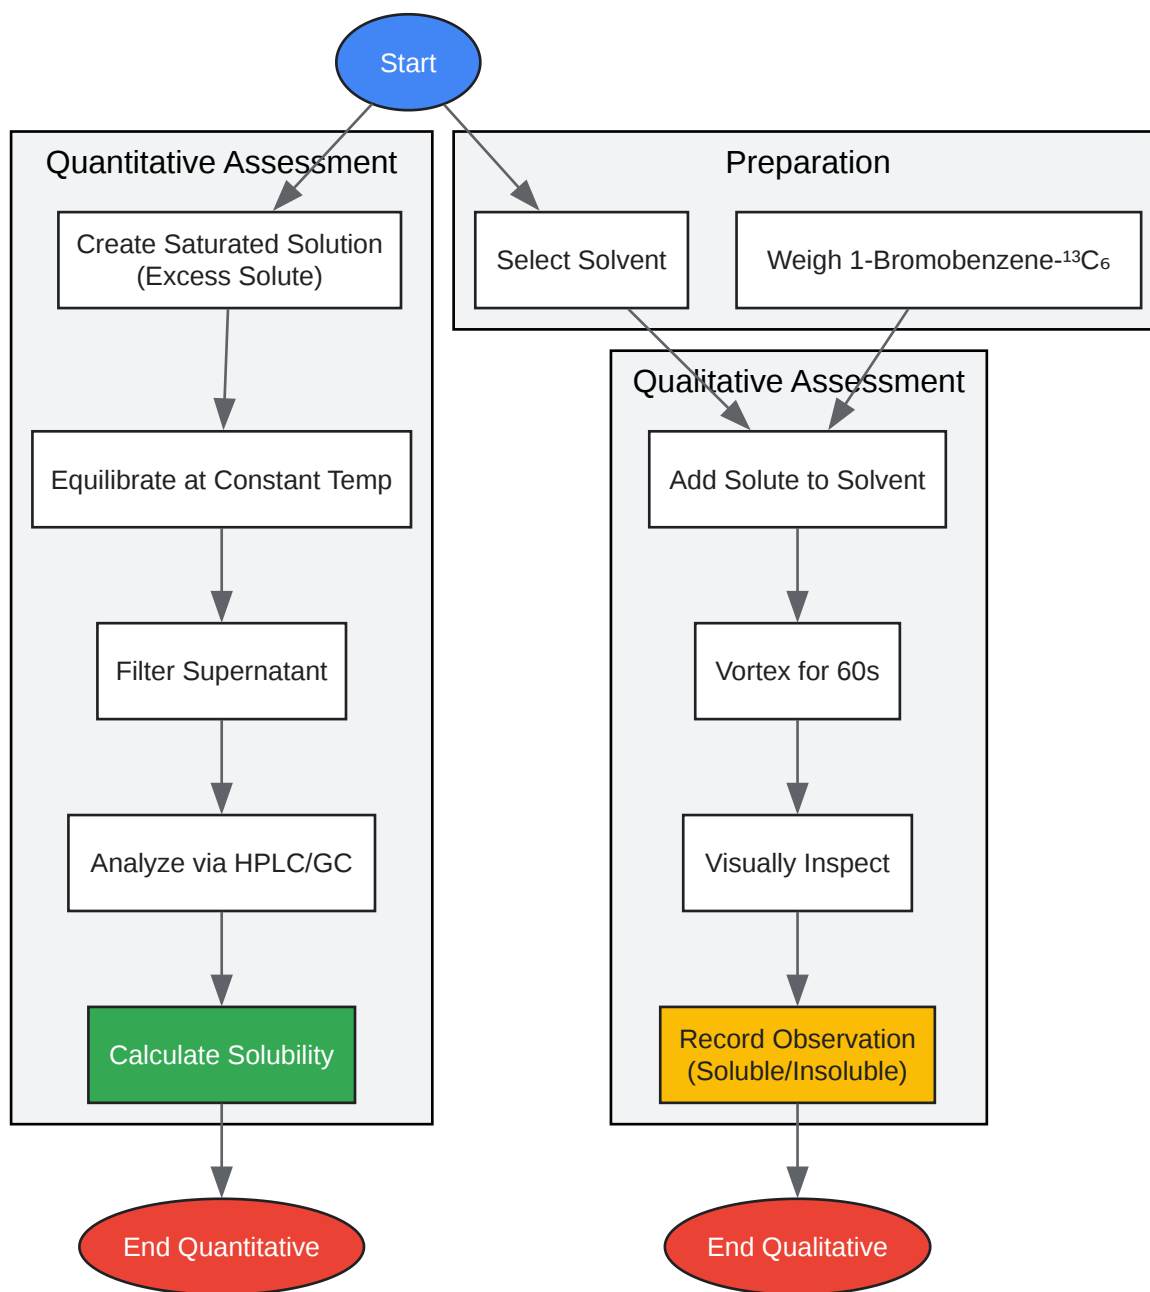 Start
Quantitative Assessment
Create Saturated Solution
(Excess Solute)
Equilibrate at Constant Temp
Filter Supernatant
Analyze via HPLC/GC
Calculate Solubility
End Quantitative
Preparation
Select Solvent
Weigh 1-Bromobenzene-¹³C₆
Qualitative Assessment
Add Solute to Solvent
Vortex for 60s
Visually Inspect
Record Observation
(Soluble/Insoluble)
End Qualitative